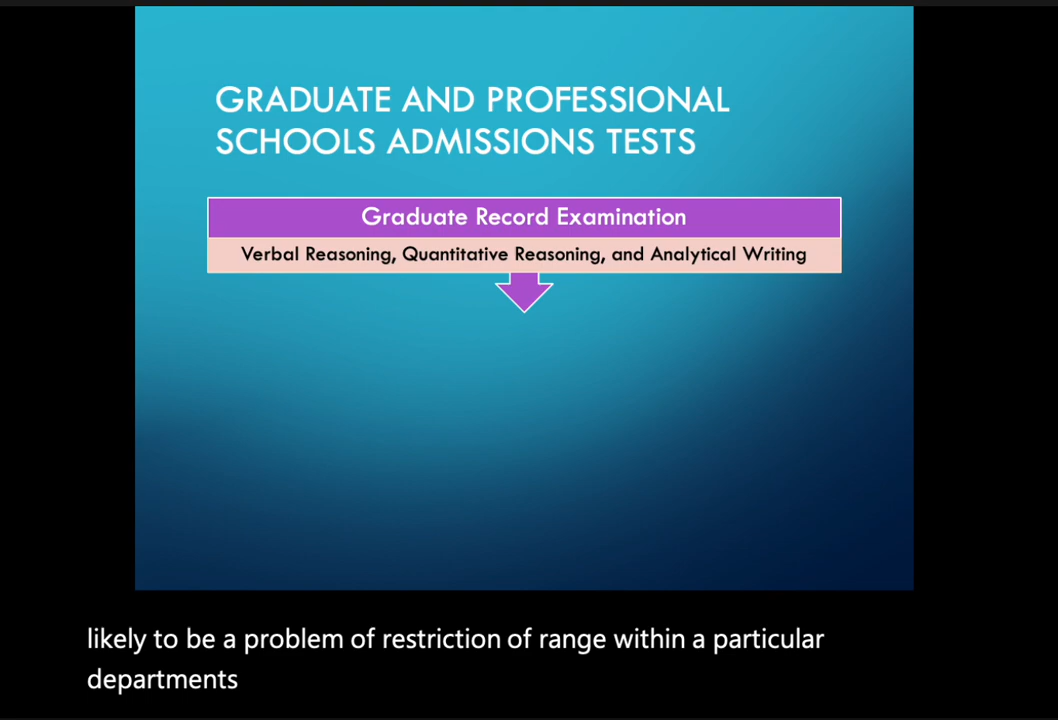 GRADUATE AND PROFESSIONAL
SCHOOLS ADMISSIONS TESTS
Graduate Record Examination
Verbal Reasoning, Quantitative Reasoning, and Analytical Writing
likely to be a problem of restriction of range within a particular
departments